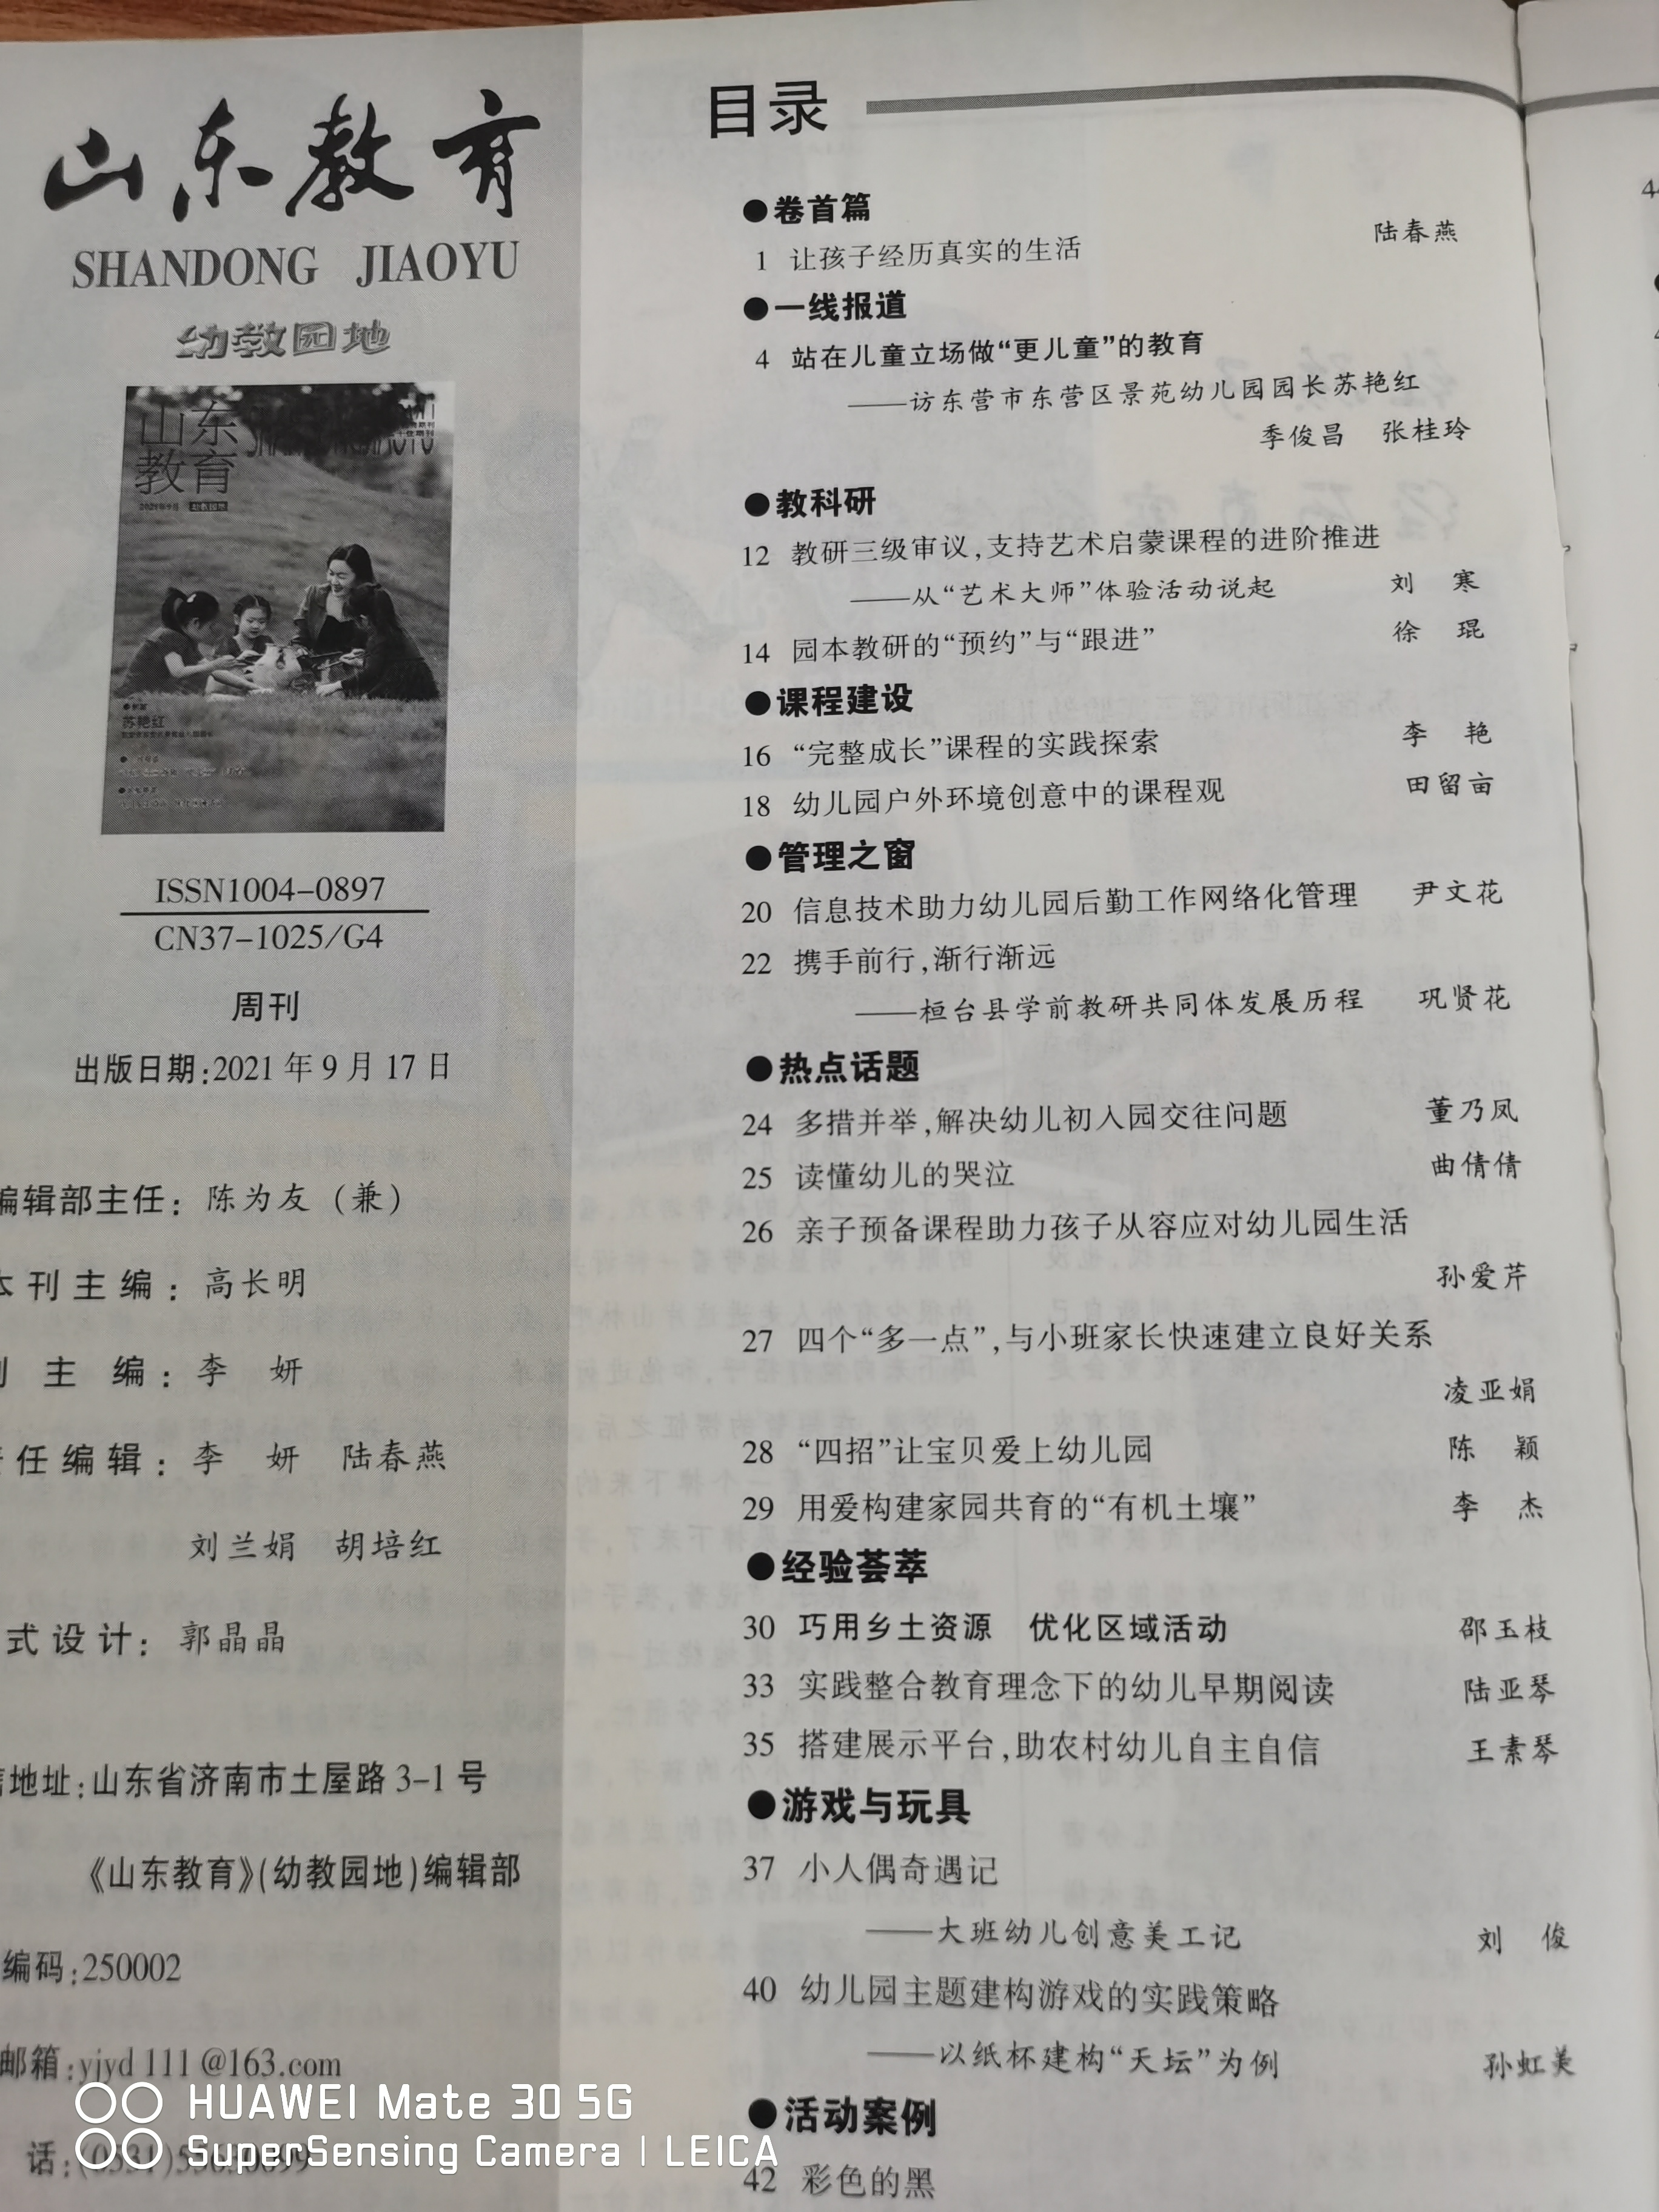 山东教育
SHANDONG JIAOYU
幼教园地
山东
教育
苏艳红
ISSN1004-0897
CN37-1025/G4
周刊
出版日期:2021年9月17日
编辑部主任：陈为友（兼）
本刊主编：高长明
主编：李 妍
任编辑：李 妍 陆春燕
刘兰娟 胡培红
式设计：郭晶晶
地址:山东省济南市土屋路3-1号
《山东教育》(幼教园地)编辑部
编码:250002
邮箱:yjyd111@163.com
话:(0531)
目录
●卷首篇
1 让孩子经历真实的生活 陆春燕
●一线报道
4 站在儿童立场做“更儿童”的教育
——访东营市东营区景苑幼儿园园长苏艳红
季俊昌 张桂玲
●教科研
12 教研三级审议,支持艺术启蒙课程的进阶推进
——从“艺术大师”体验活动说起 刘 寒
14 园本教研的“预约”与“跟进” 徐 琨
●课程建设
16 “完整成长”课程的实践探索 李 艳
18 幼儿园户外环境创意中的课程观 田留亩
●管理之窗
20 信息技术助力幼儿园后勤工作网络化管理 尹文花
22 携手前行,渐行渐远
——桓台县学前教研共同体发展历程 巩贤花
●热点话题
24 多措并举,解决幼儿初入园交往问题 董乃凤
25 读懂幼儿的哭泣 曲倩倩
26 亲子预备课程助力孩子从容应对幼儿园生活
孙爱芹
27 四个“多一点”,与小班家长快速建立良好关系
凌亚娟
28 “四招”让宝贝爱上幼儿园 陈 颖
29 用爱构建家园共育的“有机土壤” 李 杰
●经验荟萃
30 巧用乡土资源 优化区域活动 邵玉枝
33 实践整合教育理念下的幼儿早期阅读 陆亚琴
35 搭建展示平台,助农村幼儿自主自信 王素琴
●游戏与玩具
37 小人偶奇遇记
——大班幼儿创意美工记 刘 俊
40 幼儿园主题建构游戏的实践策略
——以纸杯建构“天坛”为例 孙虹美
●活动案例
42 彩色的黑
HUAWEI Mate 30 5G
SuperSensing Camera | LEICA